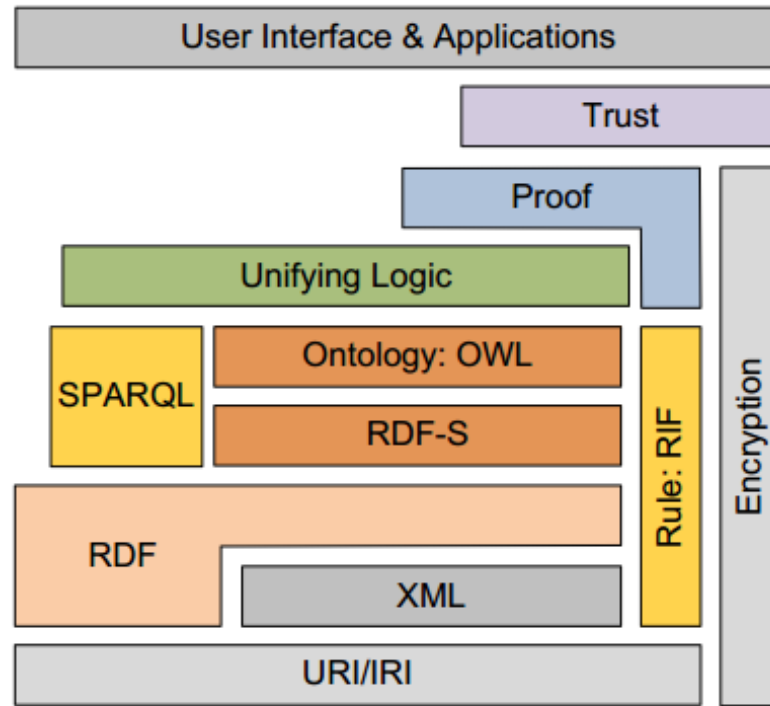 User Interface & Applications
Trust
Proof
Unifying Logic
SPARQL
Ontology: OWL
RDF-S
Rule: RIF
Encryption
RDF
XML
URI/IRI